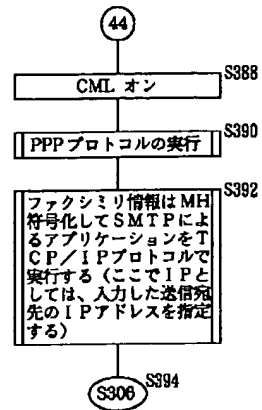 44
S388
CML オン
S390
PPPプロトコルの実行
S392
ファクシミリ情報はMH
符号化してSMTPによ
るアプリケーションをT
CP/IPプロトコルで
実行する(ここでIPと
しては、入力した送信宛
先のIPアドレスを指定
する)
S394
S306